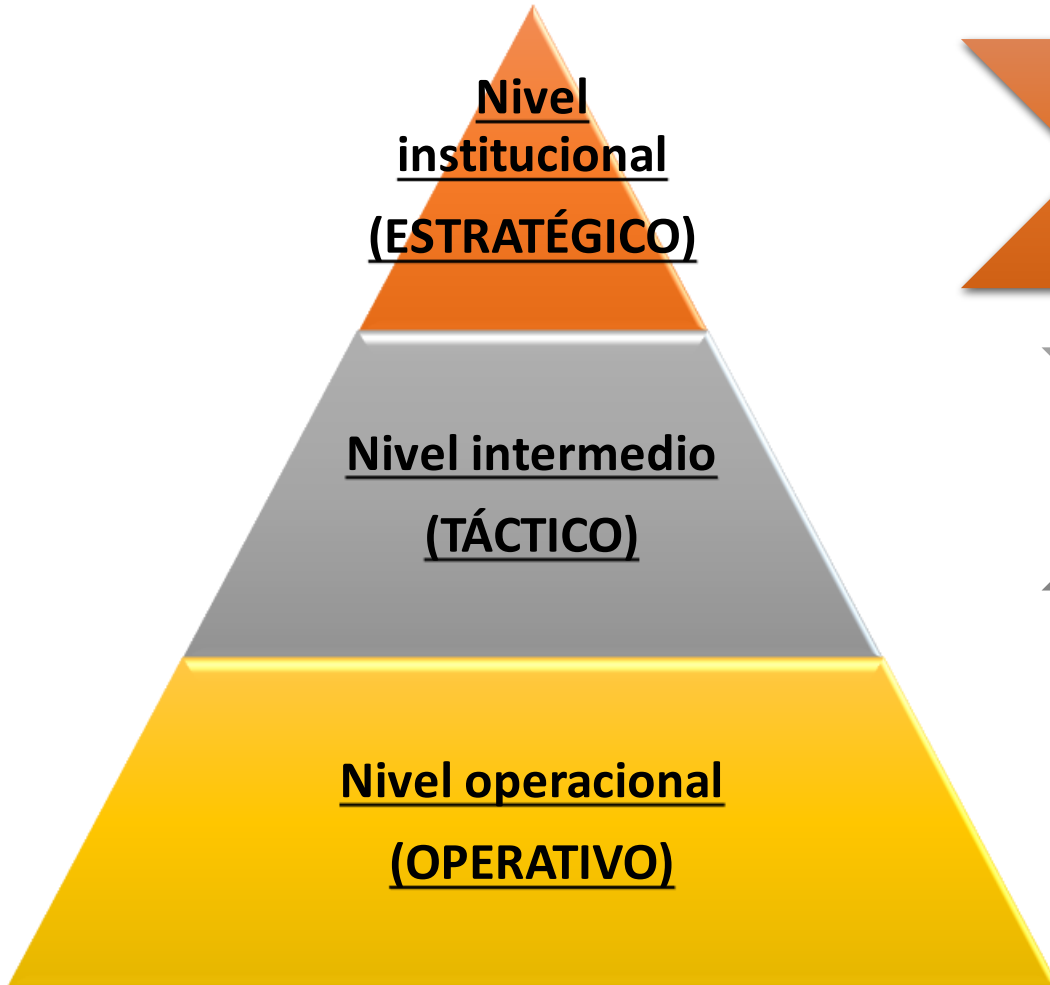 Nivel
institucional
(ESTRATÉGICO)
Nivel intermedio
(TÁCTICO)
Nivel operacional
(OPERATIVO)